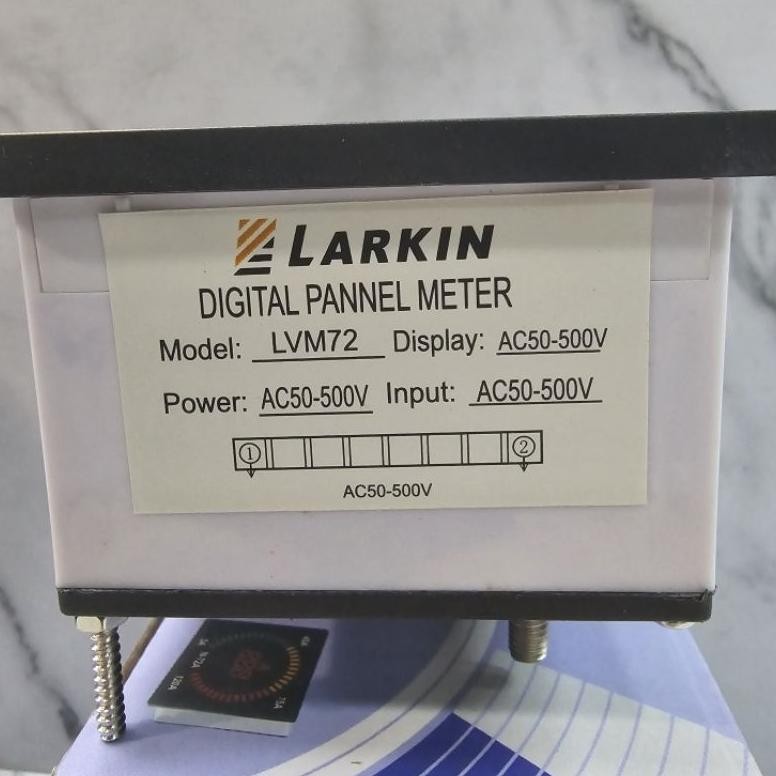 LARKIN
DIGITAL PANNEL METER
Model: LVM72 Display: AC50-500V
Power: AC50-500V Input: AC50-500V
① ②
AC50-500V